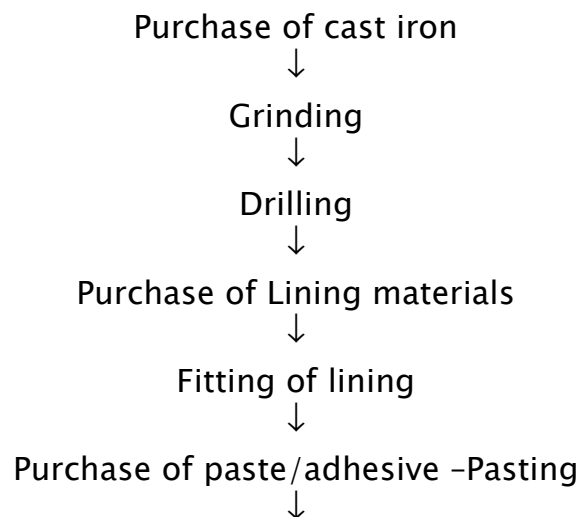 Purchase of cast iron
↓
Grinding
↓
Drilling
↓
Purchase of Lining materials
↓
Fitting of lining
↓
Purchase of paste/adhesive –Pasting
↓